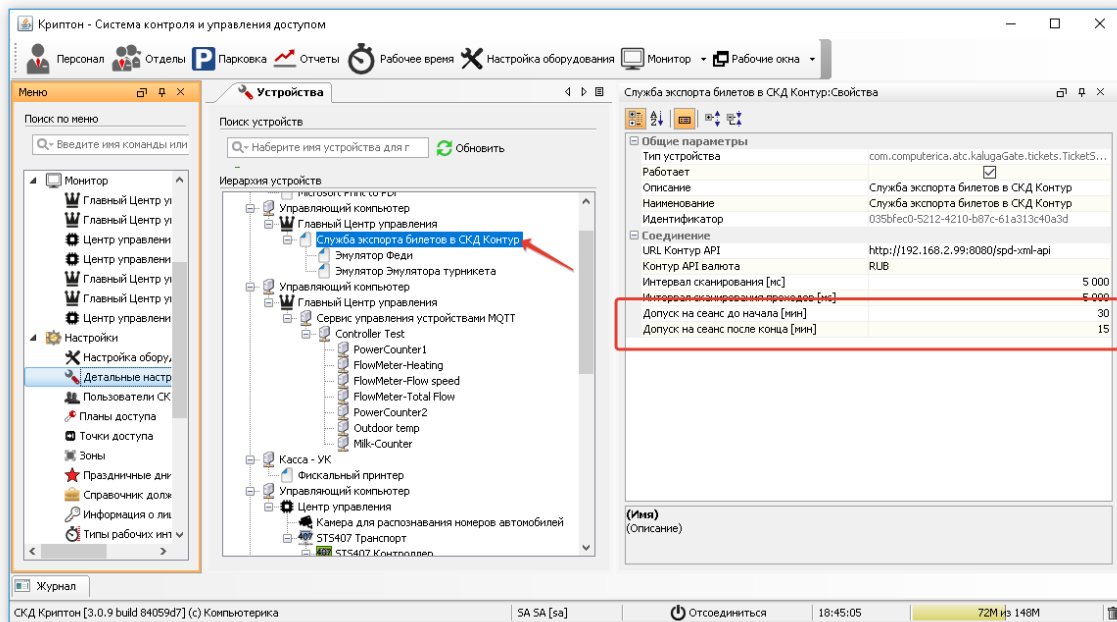 Криптон - Система контроля и управления доступом
Персонал Отделы Парковка Отчеты Рабочее время Настройка оборудования Монитор Рабочие окна
Меню
Поиск по меню
Введите имя команды или
Монитор
Главный Центр уп
Главный Центр уп
Центр управлени
Центр управлени
Главный Центр уп
Главный Центр уп
Центр управлени
Настройки
Настройка обору,
Детальные настр
Пользователи СК
Планы доступа
Точки доступа
Зоны
Праздничные дни
Справочник долж
Информация о ли
Типы рабочих инт
Устройства
Поиск устройств
Наберите имя устройства для г
Обновить
Иерархия устройств
Microsoft Print to PDF
Управляющий компьютер
Главный Центр управления
Служба экспорта билетов в СКД Контур
Эмулятор Феди
Эмулятор Эмулятора турникета
Управляющий компьютер
Главный Центр управления
Сервис управления устройствами MQTT
Controller Test
PowerCounter1
FlowMeter-Heating
FlowMeter-Flow speed
FlowMeter-Total Flow
PowerCounter2
Outdoor temp
Milk-Counter
Касса - УК
Фискальный принтер
Управляющий компьютер
Центр управления
Камера для распознавания номеров автомобилей
407 STS407 Транспорт
407 STS407 Контроллер
Служба экспорта билетов в СКД Контур:Свойства
Общие параметры
Тип устройства com.computerica.atc.kalugaGate.tickets.TicketS...
Работает
Описание Служба экспорта билетов в СКД Контур
Наименование Служба экспорта билетов в СКД Контур
Идентификатор 035bfec0-5212-4210-b87c-61a313c40a3d
Соединение
URL Контур API http://192.168.2.99:8080/spd-xml-api
Контур API валюта RUB
Интервал сканирования [мс] 5 000
Интервал сканирования проходов [мс] 5 000
Допуск на сеанс до начала [мин] 30
Допуск на сеанс после конца [мин] 15
(Имя)
(Описание)
Журнал
СКД Криптон [3.0.9 build 84059d7] (c) Компьютерика SA SA [sa] Отсоединиться 18:45:05 72M из 148M